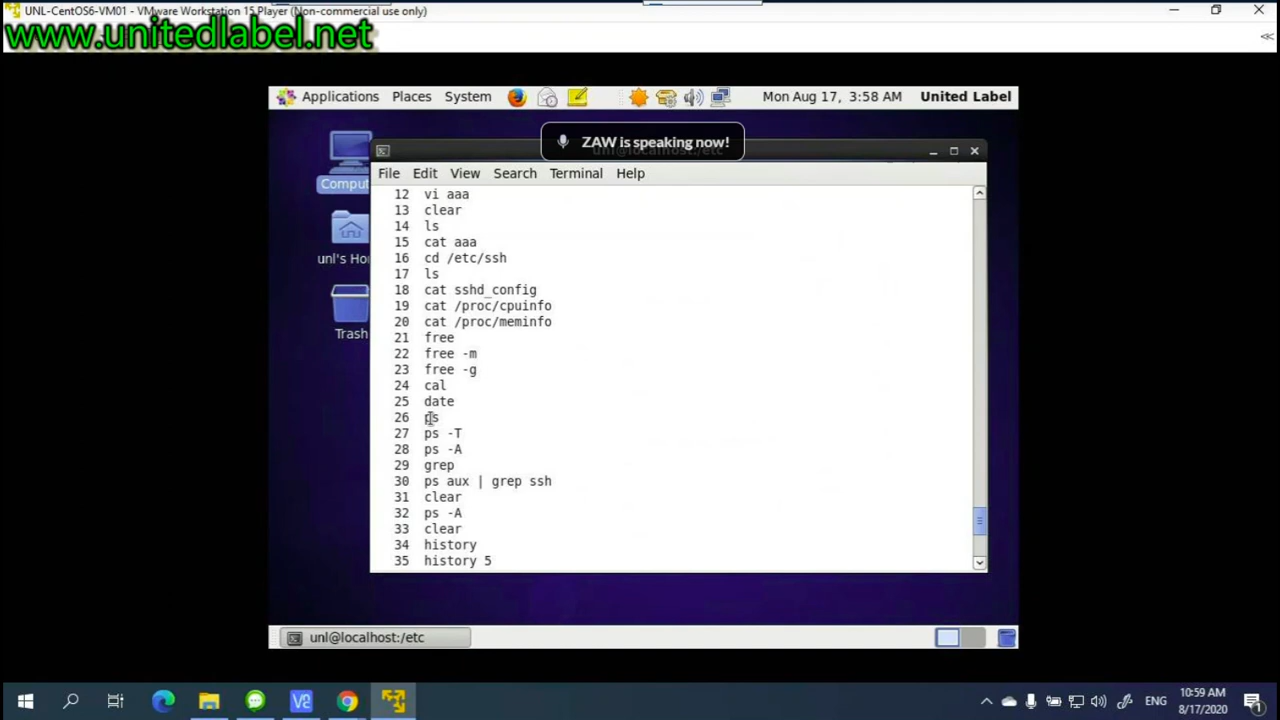 UNL-CentOS6-VM01 - VMware Workstation 15 Player (Non-commercial use only)
www.unitedlabel.net
Applications Places System Mon Aug 17, 3:58 AM United Label
ZAW is speaking now!
File Edit View Search Terminal Help
Comput
unl's Ho
Trash
12 vi aaa
13 clear
14 ls
15 cat aaa
16 cd /etc/ssh
17 ls
18 cat sshd_config
19 cat /proc/cpuinfo
20 cat /proc/meminfo
21 free
22 free -m
23 free -g
24 cal
25 date
26 ps
27 ps -T
28 ps -A
29 grep
30 ps aux | grep ssh
31 clear
32 ps -A
33 clear
34 history
35 history 5
unl@localhost:/etc
ENG
10:59 AM
8/17/2020